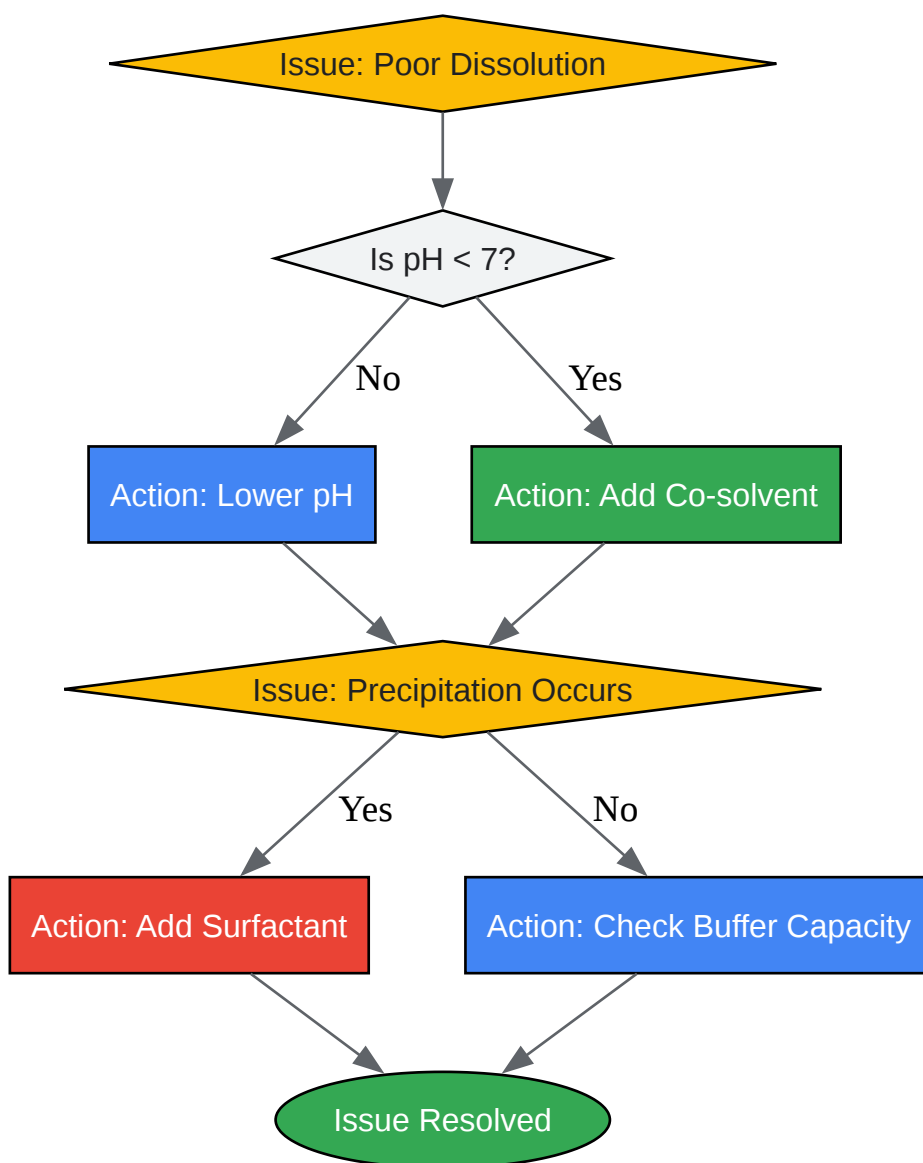 Issue: Poor Dissolution
Is pH < 7?
No
Yes
Action: Lower pH
Action: Add Co-solvent
Issue: Precipitation Occurs
Yes
No
Action: Add Surfactant
Action: Check Buffer Capacity
Issue Resolved